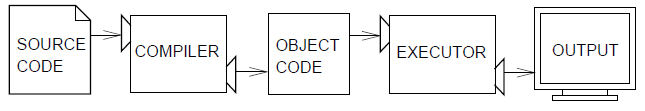 SOURCE
CODE
COMPILER
OBJECT
CODE
EXECUTOR
OUTPUT